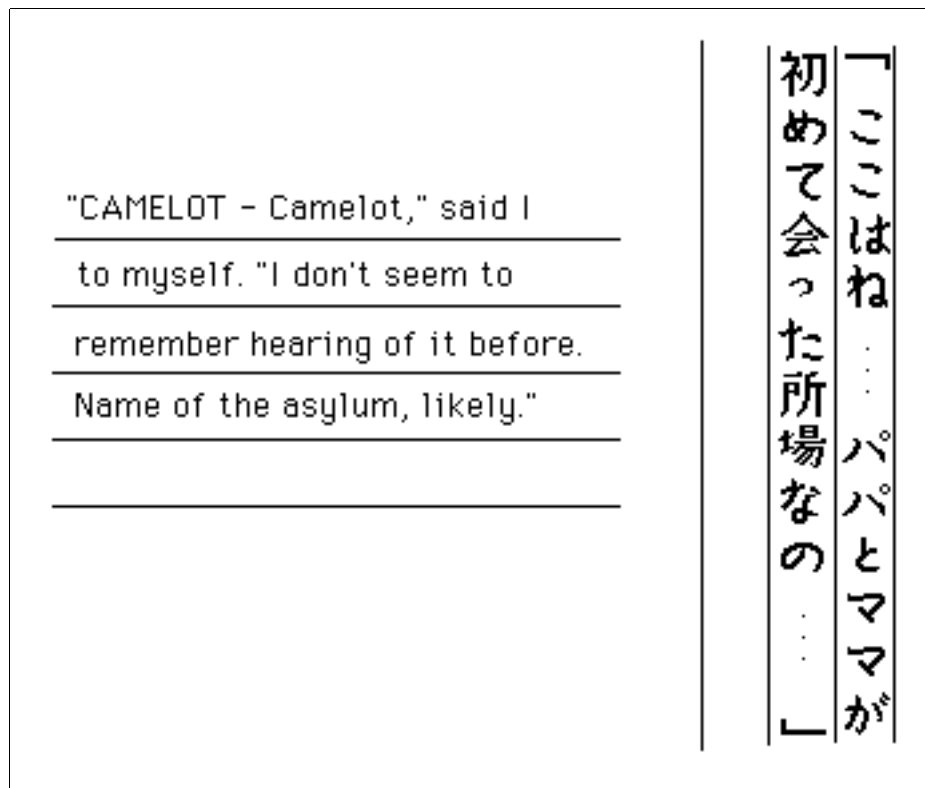 "CAMELOT - Camelot," said I
to myself. "I don't seem to
remember hearing of it before.
Name of the asylum, likely."
「ここはね…パパとママが
初めて会った所場なの…」